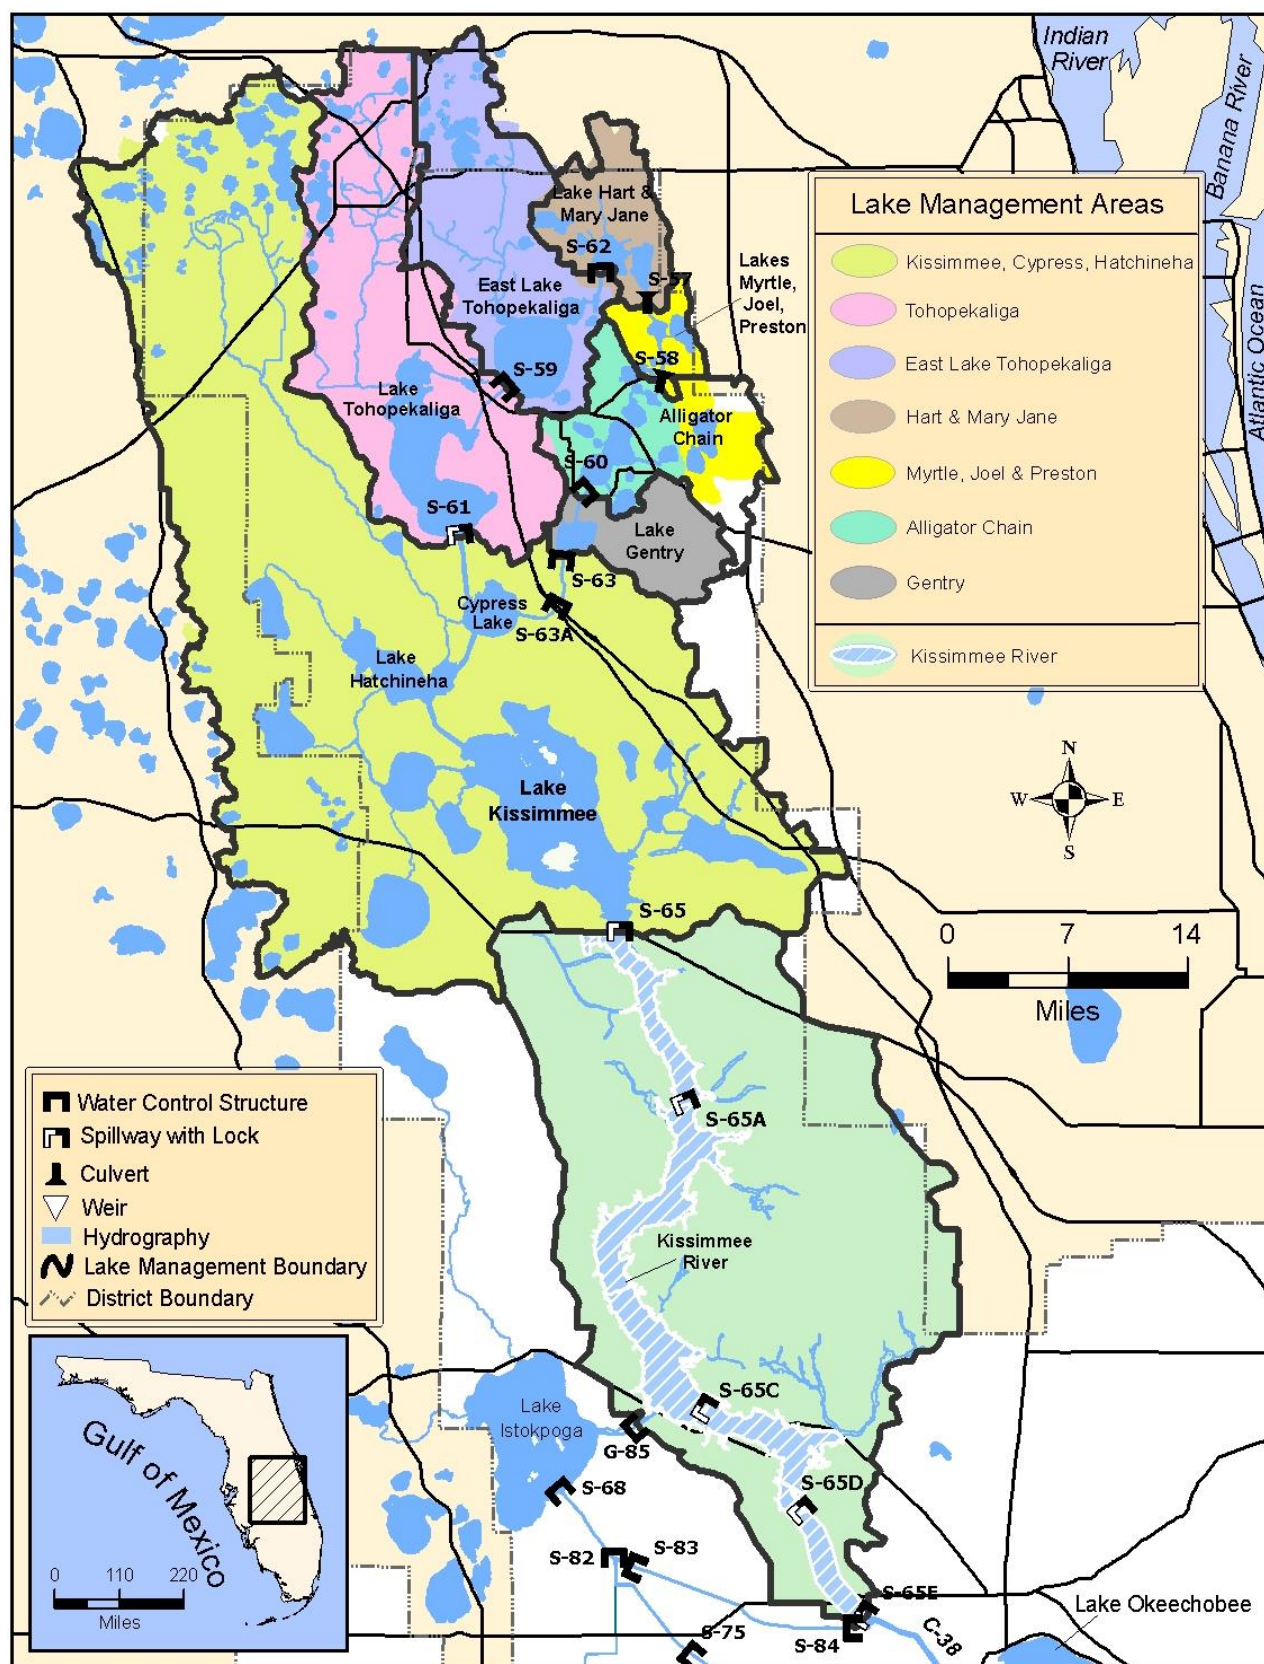 Indian
River
Banana River
Atlantic Ocean
Lake Management Areas
Kissimmee, Cypress, Hatchineha
Tohopekaliga
East Lake Tohopekaliga
Hart & Mary Jane
Myrtle, Joel & Preston
Alligator Chain
Gentry
Kissimmee River
Lake Hart &
Mary Jane
S-62
S-57
Lakes
Myrtle,
Joel,
Preston
East Lake
Tohopekaliga
S-59
S-58
Lake
Tohopekaliga
Alligator
Chain
S-60
S-61
Lake
Gentry
S-63
Cypress
Lake
S-63A
Lake
Hatchineha
Lake
Kissimmee
N
W
E
S
S-65
0 7 14
Miles
S-65A
Water Control Structure
Spillway with Lock
Culvert
Weir
Hydrography
Lake Management Boundary
District Boundary
Kissimmee
River
S-65C
Lake
Istokpoga
G-85
S-68
S-65D
S-82
S-83
S-65E
S-84
S-75
C-38
Lake Okeechobee
Gulf of Mexico
0 110 220
Miles